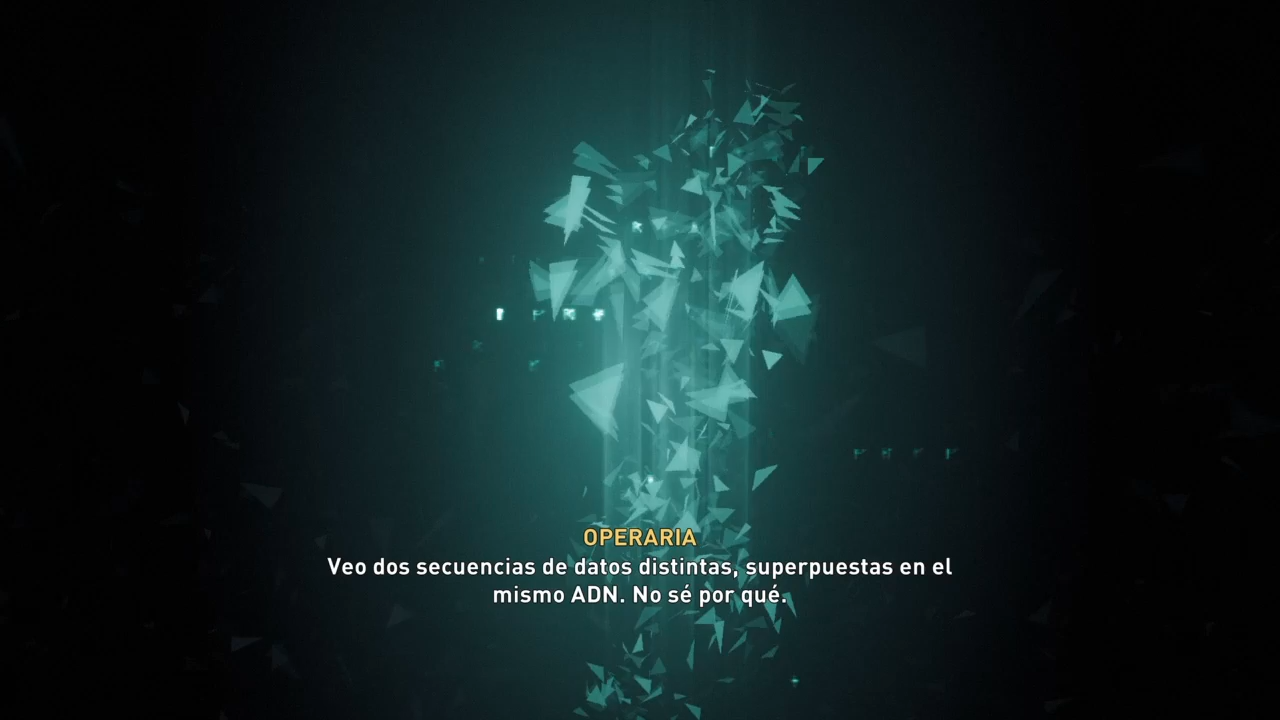 OPERARIA
Veo dos secuencias de datos distintas, superpuestas en el
mismo ADN. No sé por qué.